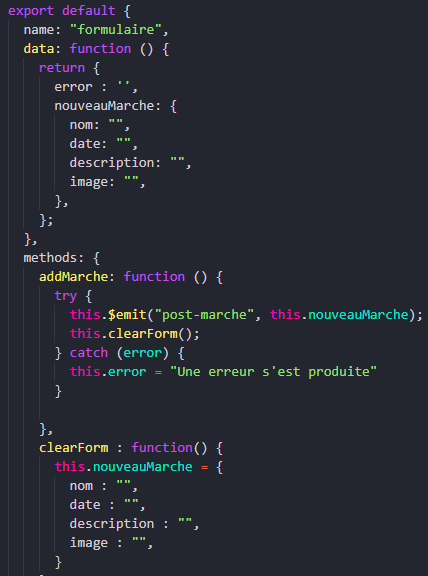 export default {
  name: "formulaire",
  data: function () {
    return {
      error : '',
      nouveauMarche: {
        nom: "",
        date: "",
        description: "",
        image: "",
      },
    };
  },
  methods: {
    addMarche: function () {
      try {
        this.$emit("post-marche", this.nouveauMarche);
        this.clearForm();
      } catch (error) {
        this.error = "Une erreur s'est produite"
      }

    },
    clearForm : function() {
      this.nouveauMarche = {
        nom : "",
        date : "",
        description : "",
        image : "",
      }